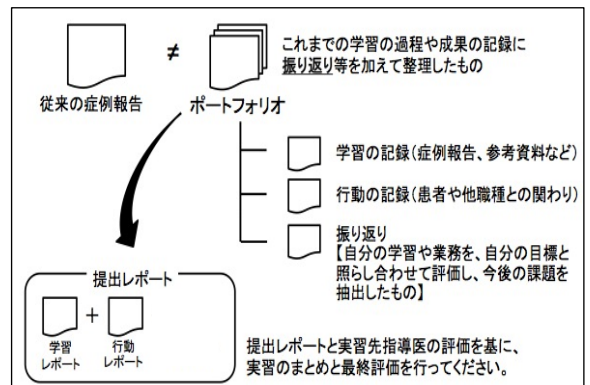 ≠
これまでの学習の過程や成果の記録に
振り返り等を加えて整理したもの
従来の症例報告
ポートフォリオ
学習の記録(症例報告、参考資料など)
行動の記録(患者や他職種との関わり)
振り返り
【自分の学習や業務を、自分の目標と
照らし合わせて評価し、今後の課題を
抽出したもの】
提出レポート
+
学習
レポート
行動
レポート
提出レポートと実習先指導医の評価を基に、
実習のまとめと最終評価を行ってください。